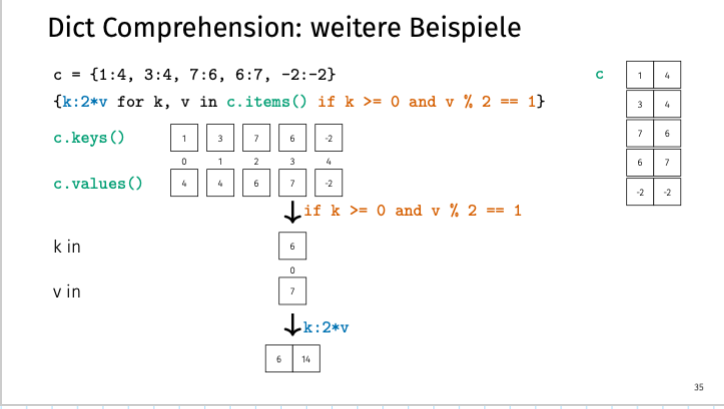 Dict Comprehension: weitere Beispiele
c = {1:4, 3:4, 7:6, 6:7, -2:-2}
{k:2*v for k, v in c.items() if k >= 0 and v % 2 == 1}
c.keys() 1 3 7 6 -2
0 1 2 3 4
c.values() 4 4 6 7 -2
if k >= 0 and v % 2 == 1
k in 6
0
v in 7
k:2*v
6 14
c 1 4
3 4
7 6
6 7
-2 -2
35